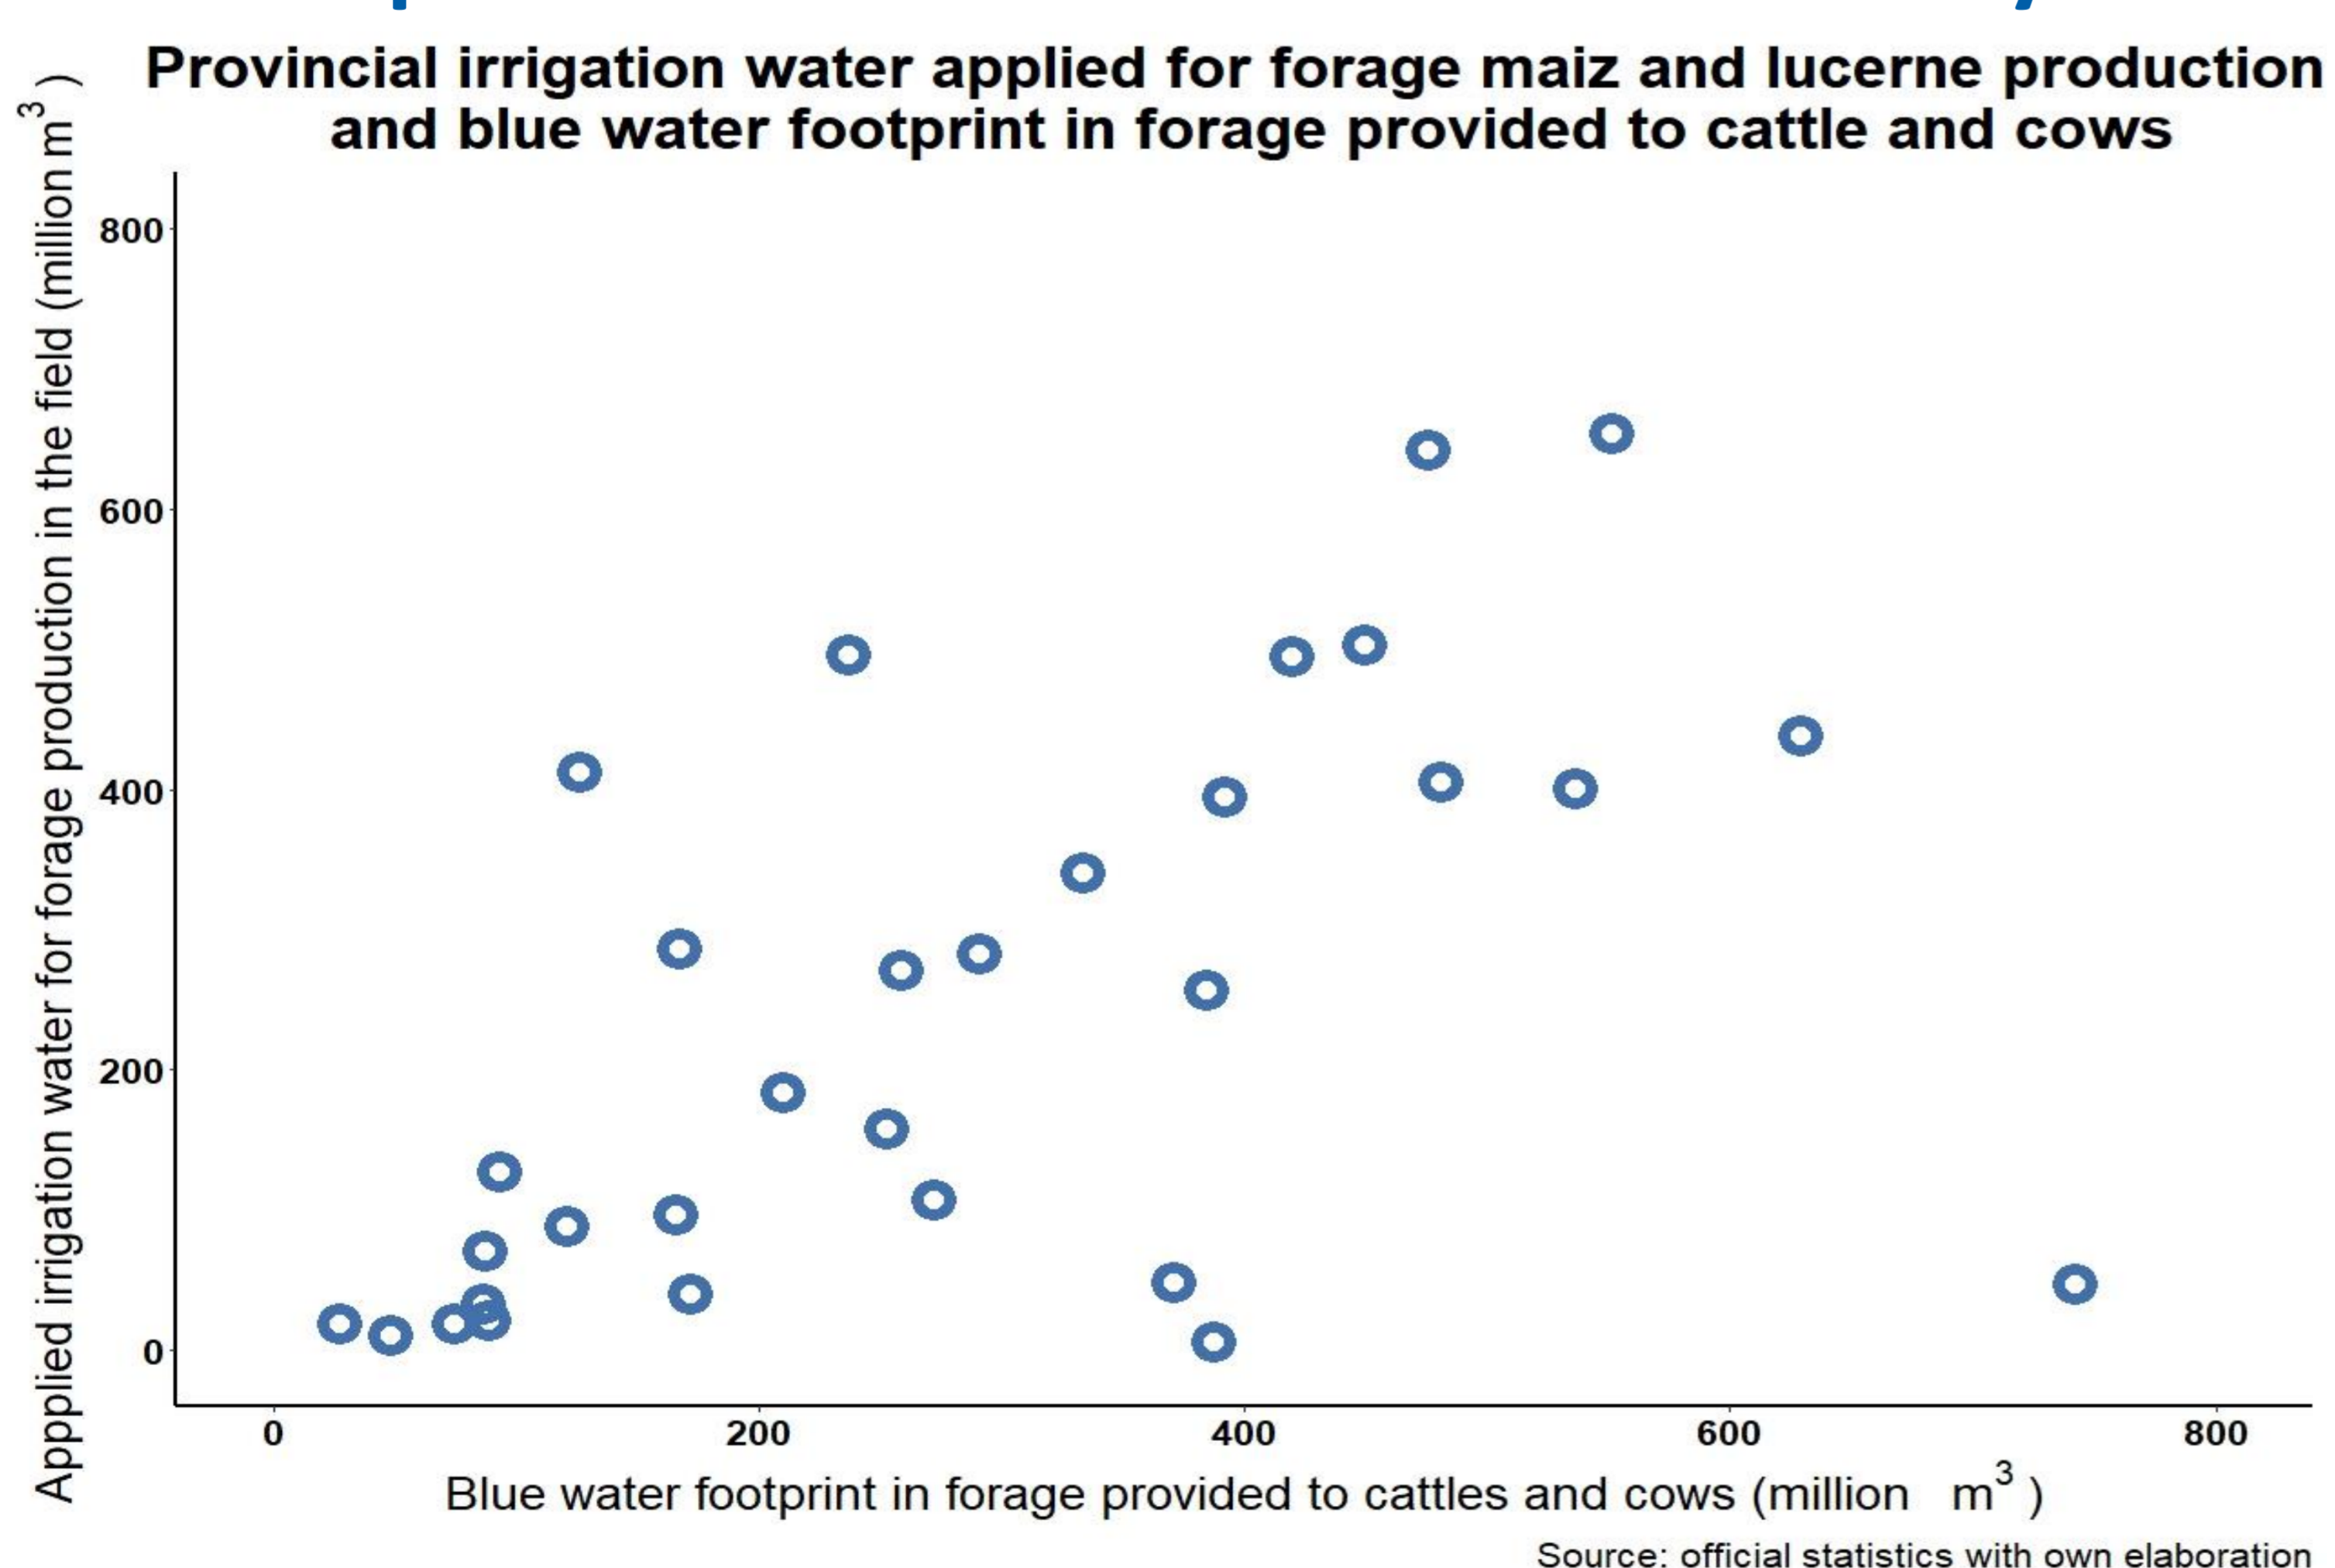 Provincial irrigation water applied for forage maiz and lucerne production
and blue water footprint in forage provided to cattle and cows
Applied irrigation water for forage production in the field (million m³ )
800
600
400
200
0
0 200 400 600 800
Blue water footprint in forage provided to cattles and cows (million m³ )
Source: official statistics with own elaboration